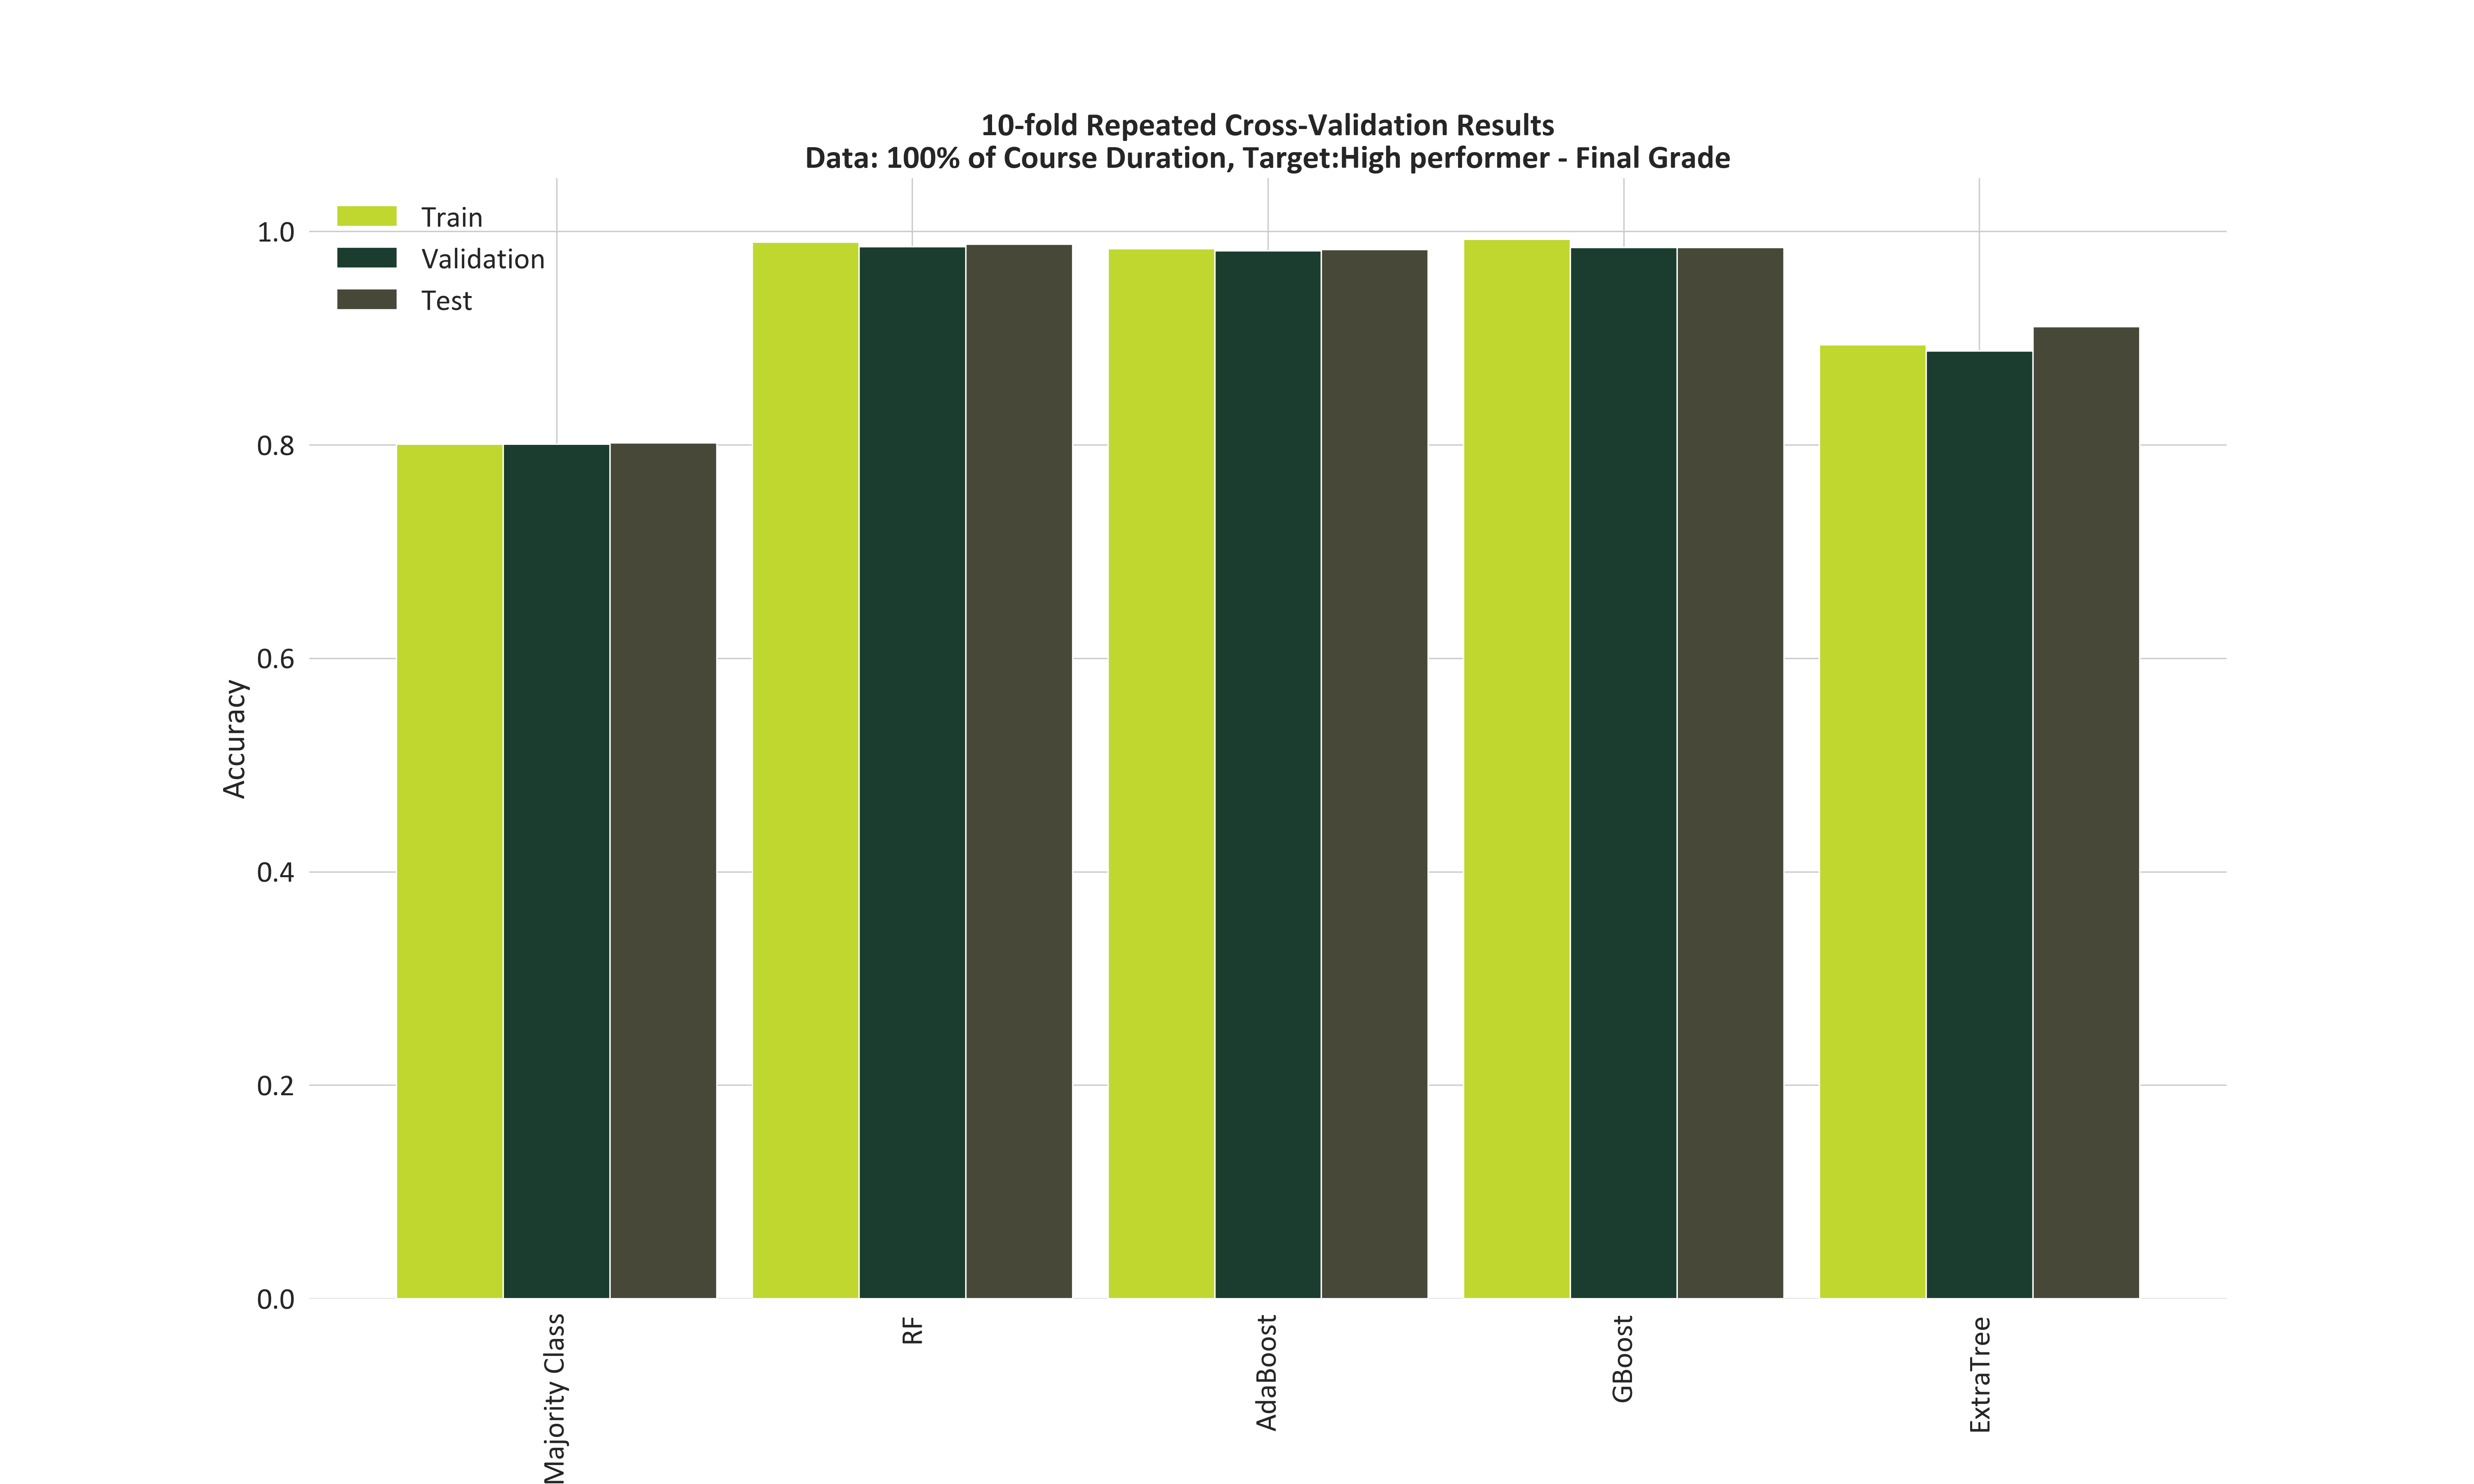 10-fold Repeated Cross-Validation Results
Data: 100% of Course Duration, Target:High performer - Final Grade
Train
Validation
Test
1.0
0.8
0.6
0.4
0.2
0.0
Accuracy
Majority Class
RF
AdaBoost
GBoost
ExtraTree